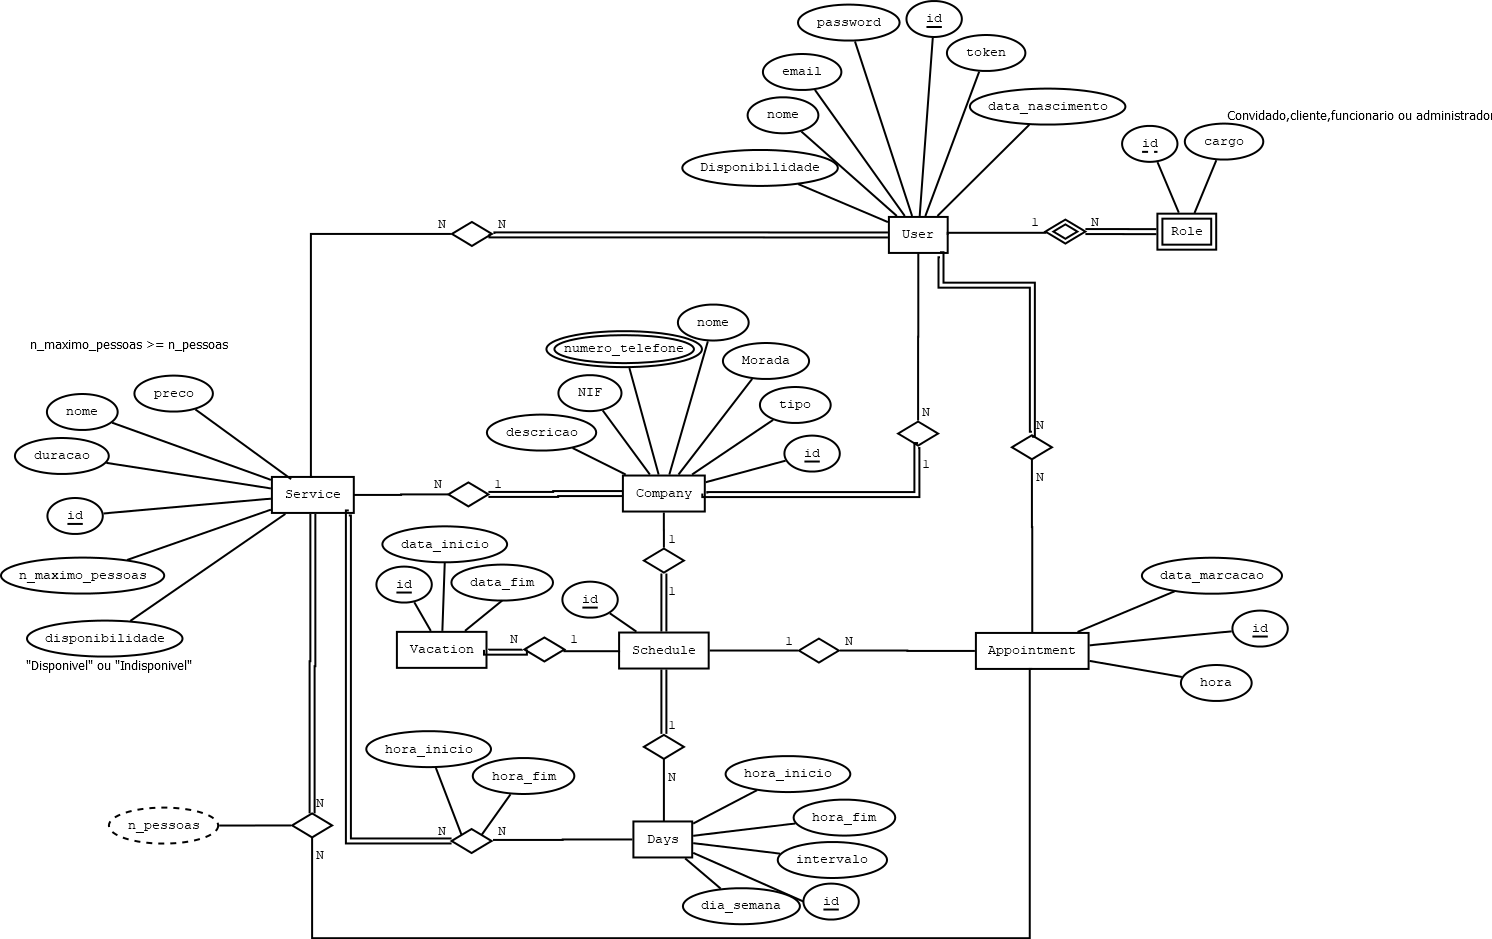 id
password
token
email
data_nascimento
nome
Convidado,cliente,funcionario ou administrador
id
cargo
Disponibilidade
N
N
User
1
N
Role
nome
numero_telefone
n_maximo_pessoas >= n_pessoas
Morada
NIF
preco
tipo
nome
N
descricao
N
duracao
id
1
N
N
1
Service
Company
id
1
data_inicio
n_maximo_pessoas
data_marcacao
id
data_fim
1
id
id
disponibilidade
N
1
1
N
Vacation
Schedule
Appointment
"Disponivel" ou "Indisponivel"
hora
1
hora_inicio
hora_fim
N
hora_inicio
N
hora_fim
n_pessoas
N
N
Days
N
intervalo
id
dia_semana